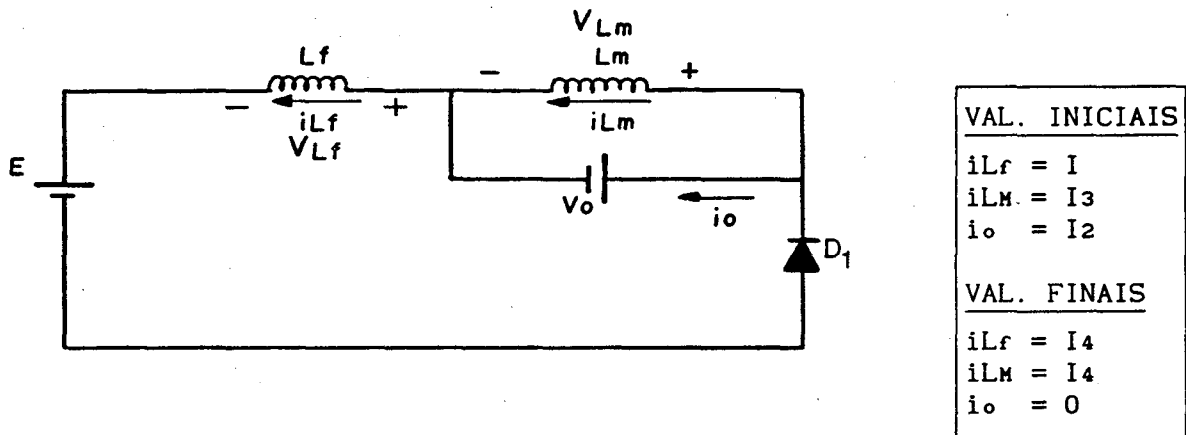 VLm
Lf
Lm
- +
- +
iLf
iLm
VLf
E
Vo
io
D1
VAL. INICIAIS
iLf = I
iLM = I3
io = I2
VAL. FINAIS
iLf = I4
iLM = I4
io = 0